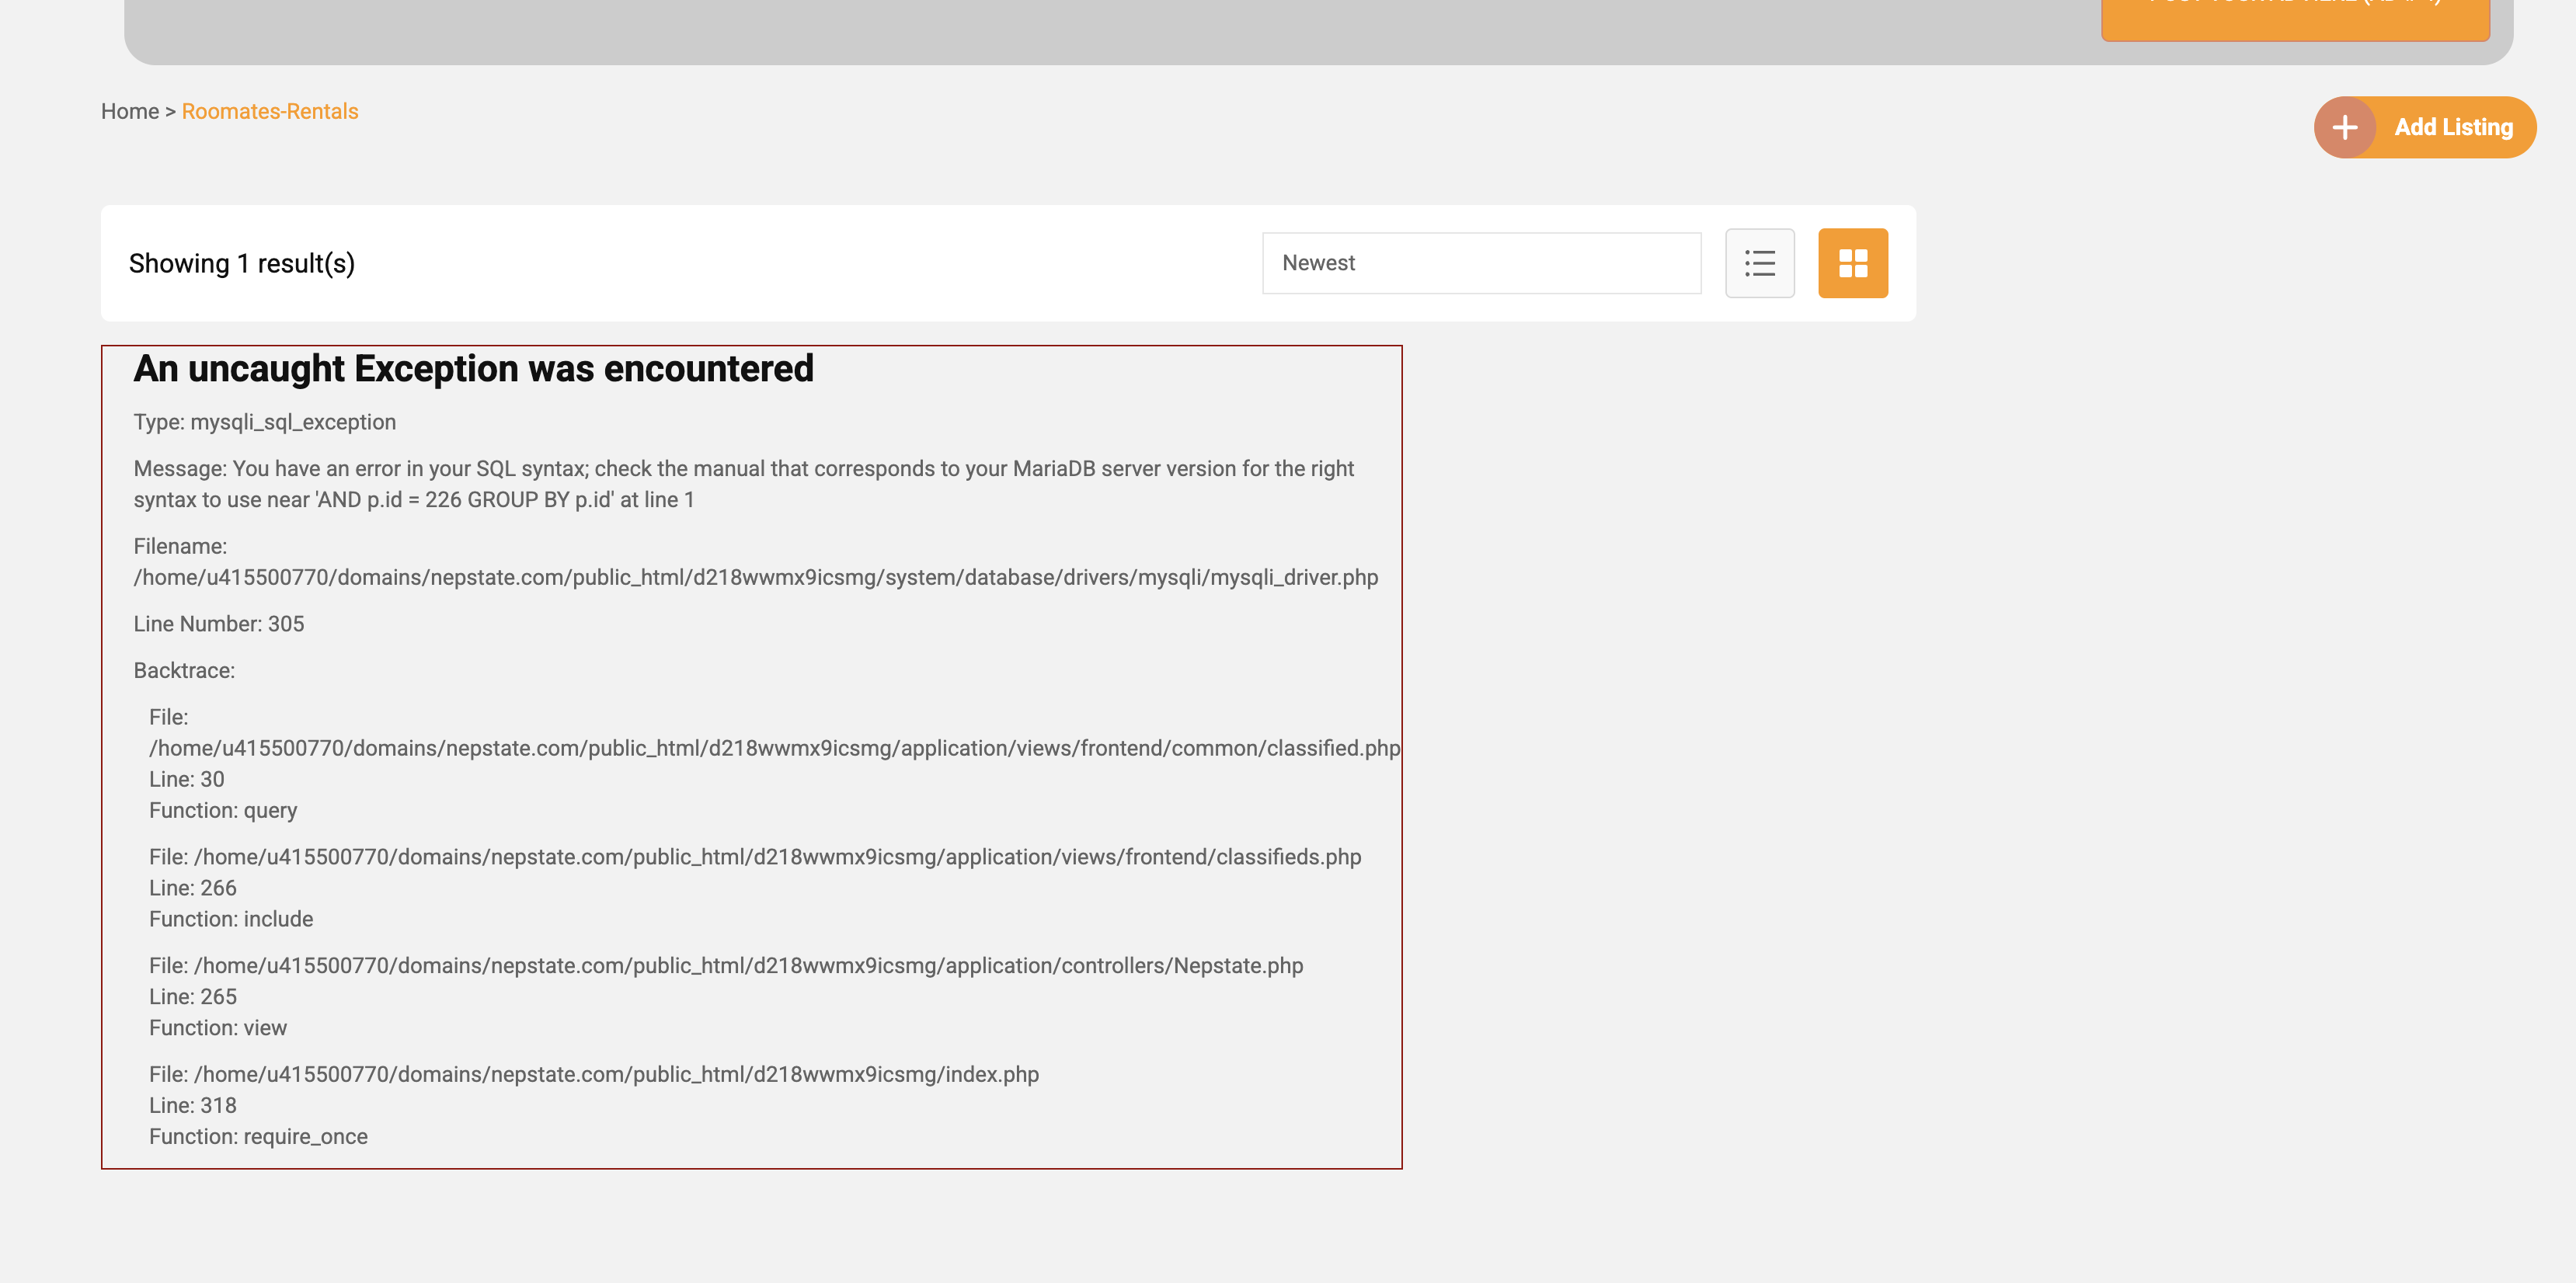 Home > Roomates-Rentals
Add Listing
Showing 1 result(s)
Newest
An uncaught Exception was encountered
Type: mysqli_sql_exception
Message: You have an error in your SQL syntax; check the manual that corresponds to your MariaDB server version for the right
syntax to use near 'AND p.id = 226 GROUP BY p.id' at line 1
Filename:
/home/u415500770/domains/nepstate.com/public_html/d218wwmx9icsmg/system/database/drivers/mysqli/mysqli_driver.php
Line Number: 305
Backtrace:
File:
/home/u415500770/domains/nepstate.com/public_html/d218wwmx9icsmg/application/views/frontend/common/classified.php
Line: 30
Function: query
File: /home/u415500770/domains/nepstate.com/public_html/d218wwmx9icsmg/application/views/frontend/classifieds.php
Line: 266
Function: include
File: /home/u415500770/domains/nepstate.com/public_html/d218wwmx9icsmg/application/controllers/Nepstate.php
Line: 265
Function: view
File: /home/u415500770/domains/nepstate.com/public_html/d218wwmx9icsmg/index.php
Line: 318
Function: require_once